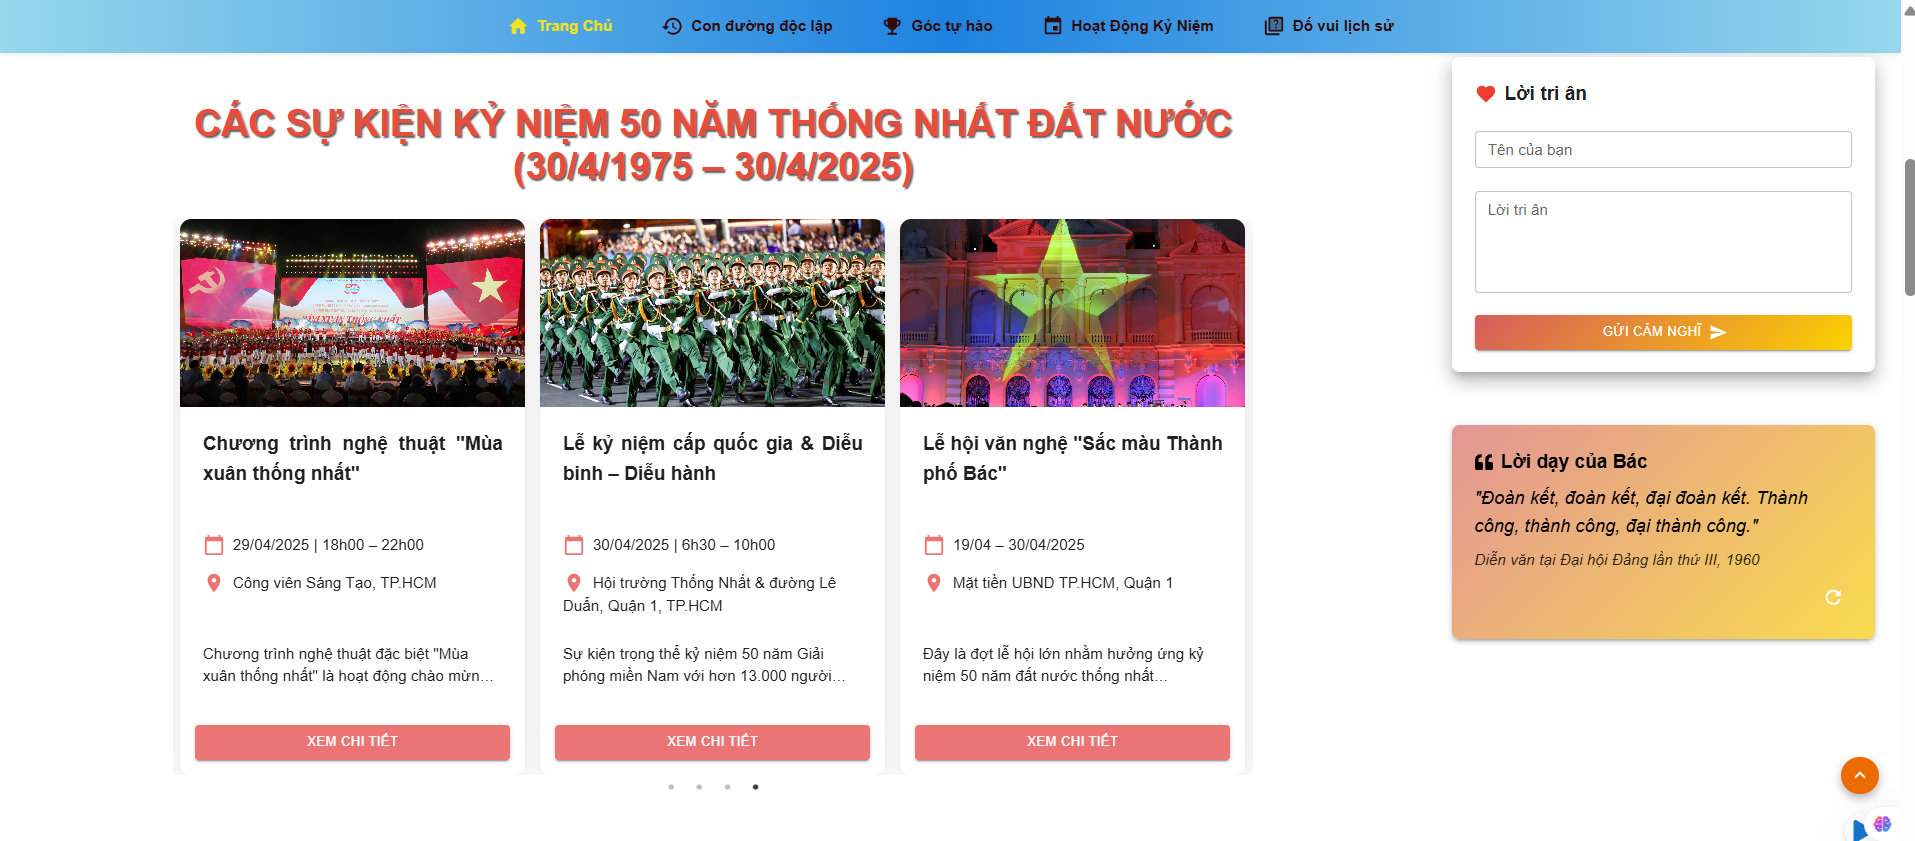 Trang Chủ
Con đường độc lập
Góc tự hào
Hoạt Động Kỷ Niệm
Đố vui lịch sử
CÁC SỰ KIỆN KỶ NIỆM 50 NĂM THỐNG NHẤT ĐẤT NƯỚC
(30/4/1975 – 30/4/2025)
Chương trình nghệ thuật "Mùa
xuân thống nhất"
29/04/2025 | 18h00 – 22h00
Công viên Sáng Tạo, TP.HCM
Chương trình nghệ thuật đặc biệt "Mùa
xuân thống nhất" là hoạt động chào mừn...
XEM CHI TIẾT
Lễ kỷ niệm cấp quốc gia & Diễu
binh – Diễu hành
30/04/2025 | 6h30 – 10h00
Hội trường Thống Nhất & đường Lê
Duẩn, Quận 1, TP.HCM
Sự kiện trọng thể kỷ niệm 50 năm Giải
phóng miền Nam với hơn 13.000 người...
XEM CHI TIẾT
Lễ hội văn nghệ "Sắc màu Thành
phố Bác"
19/04 – 30/04/2025
Mặt tiền UBND TP.HCM, Quận 1
Đây là đợt lễ hội lớn nhằm hưởng ứng kỷ
niệm 50 năm đất nước thống nhất...
XEM CHI TIẾT
Lời tri ân
Tên của bạn
Lời tri ân
GỬI CẢM NGHĨ
Lời dạy của Bác
"Đoàn kết, đoàn kết, đại đoàn kết. Thành
công, thành công, đại thành công."
Diễn văn tại Đại hội Đảng lần thứ III, 1960